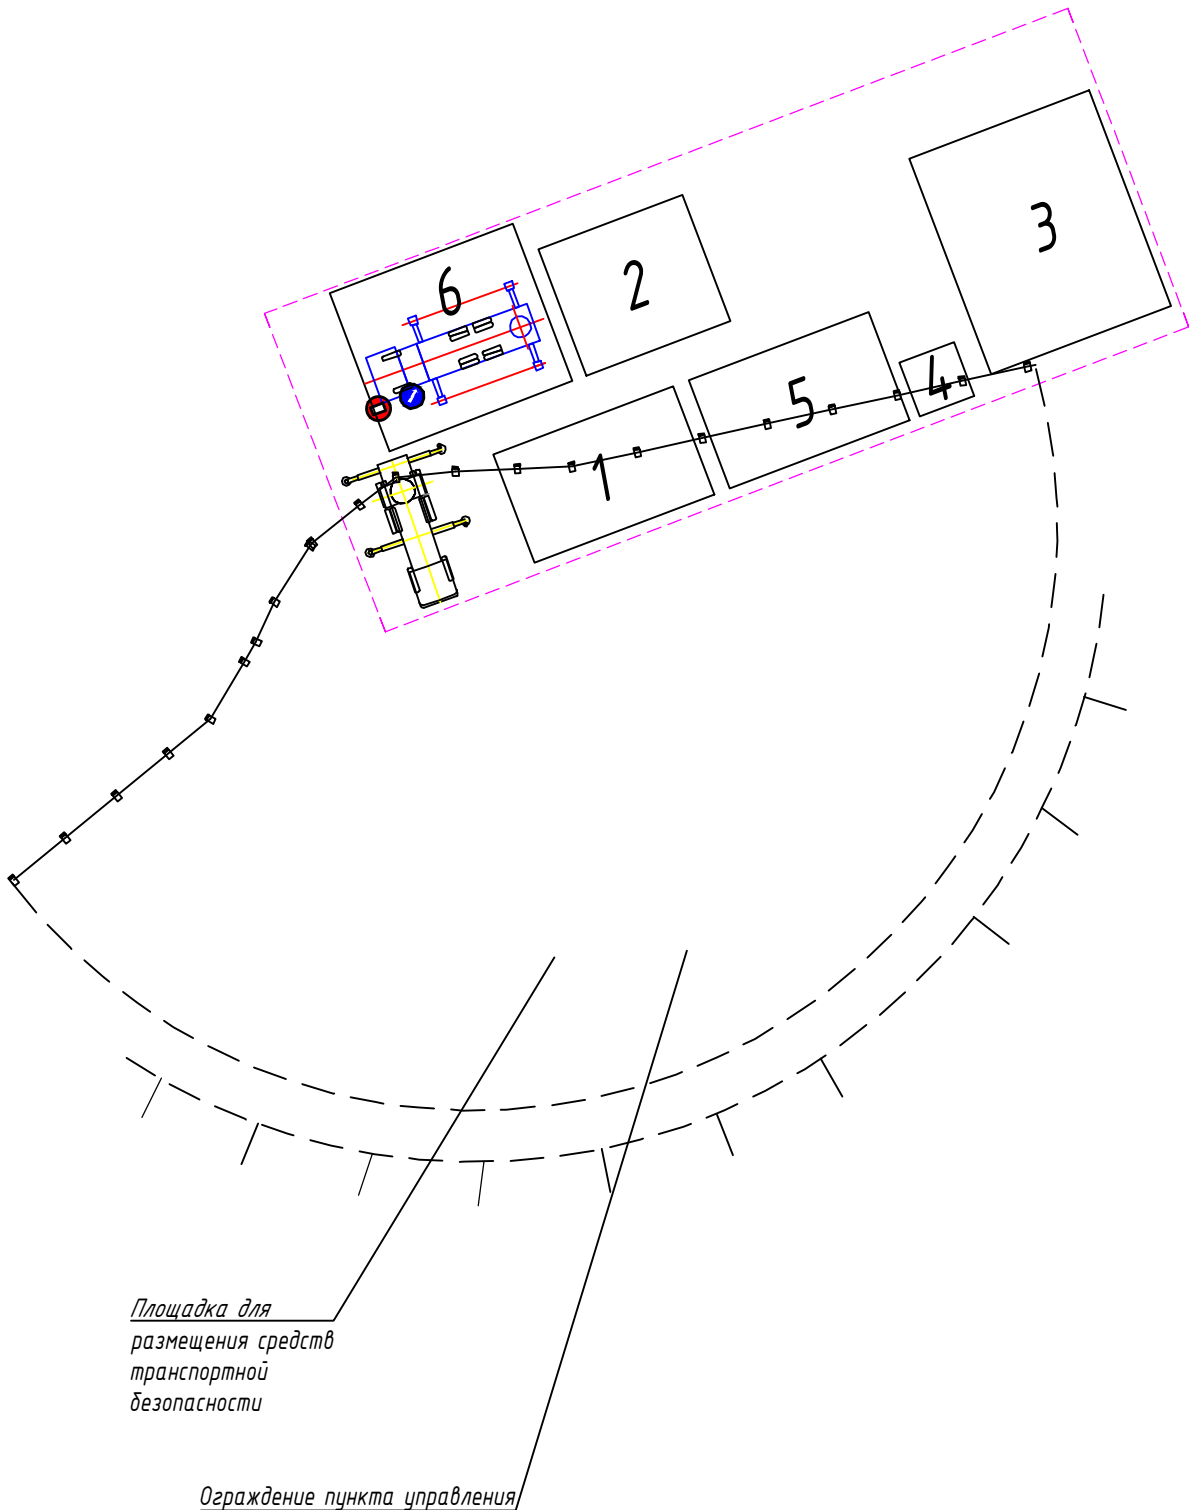 3
6
2
4
5
1
Площадка для
размещения средств
транспортной
безопасности
Ограждение пункта управления